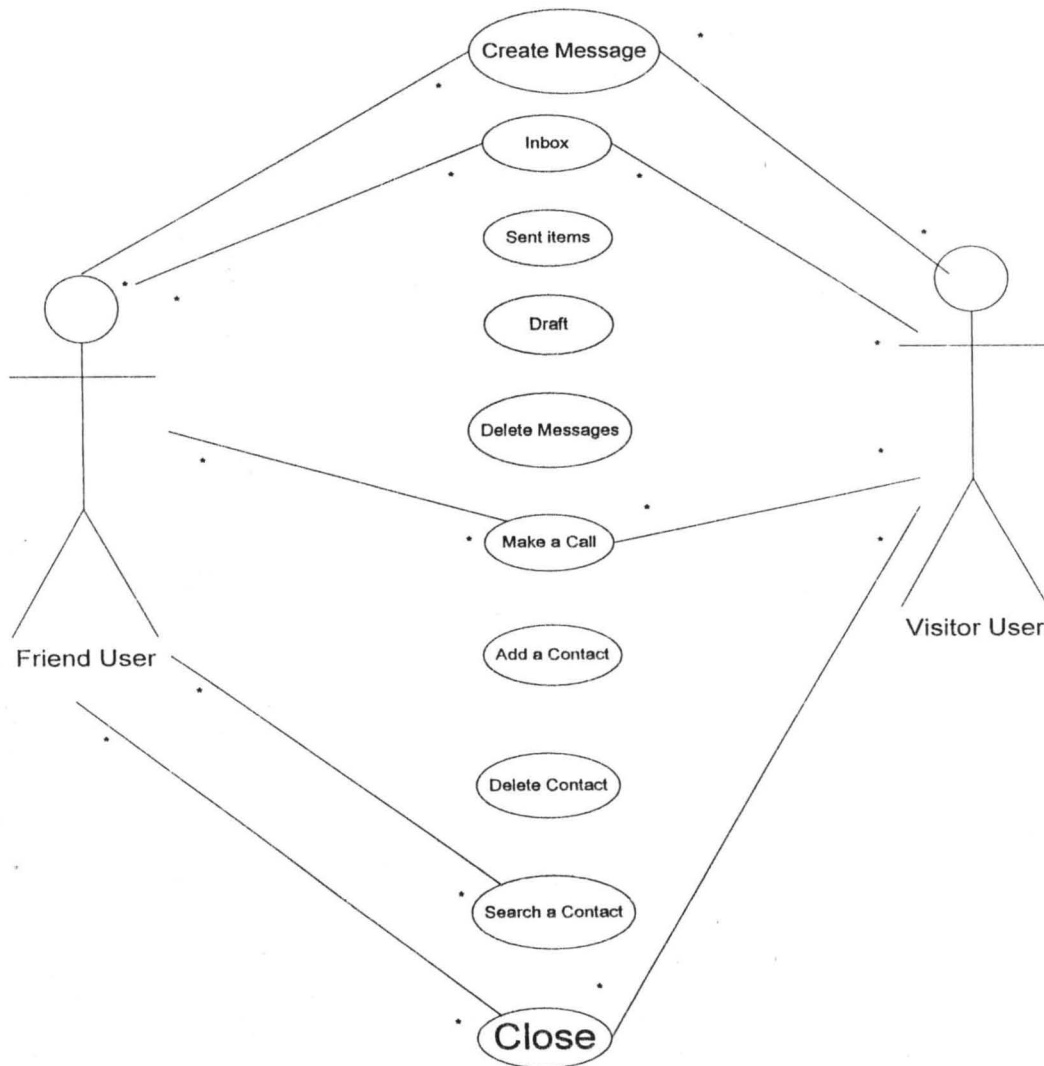 Create Message
Inbox
Sent items
Draft
Delete Messages
Make a Call
Visitor User
Friend User
Add a Contact
Delete Contact
Search a Contact
Close